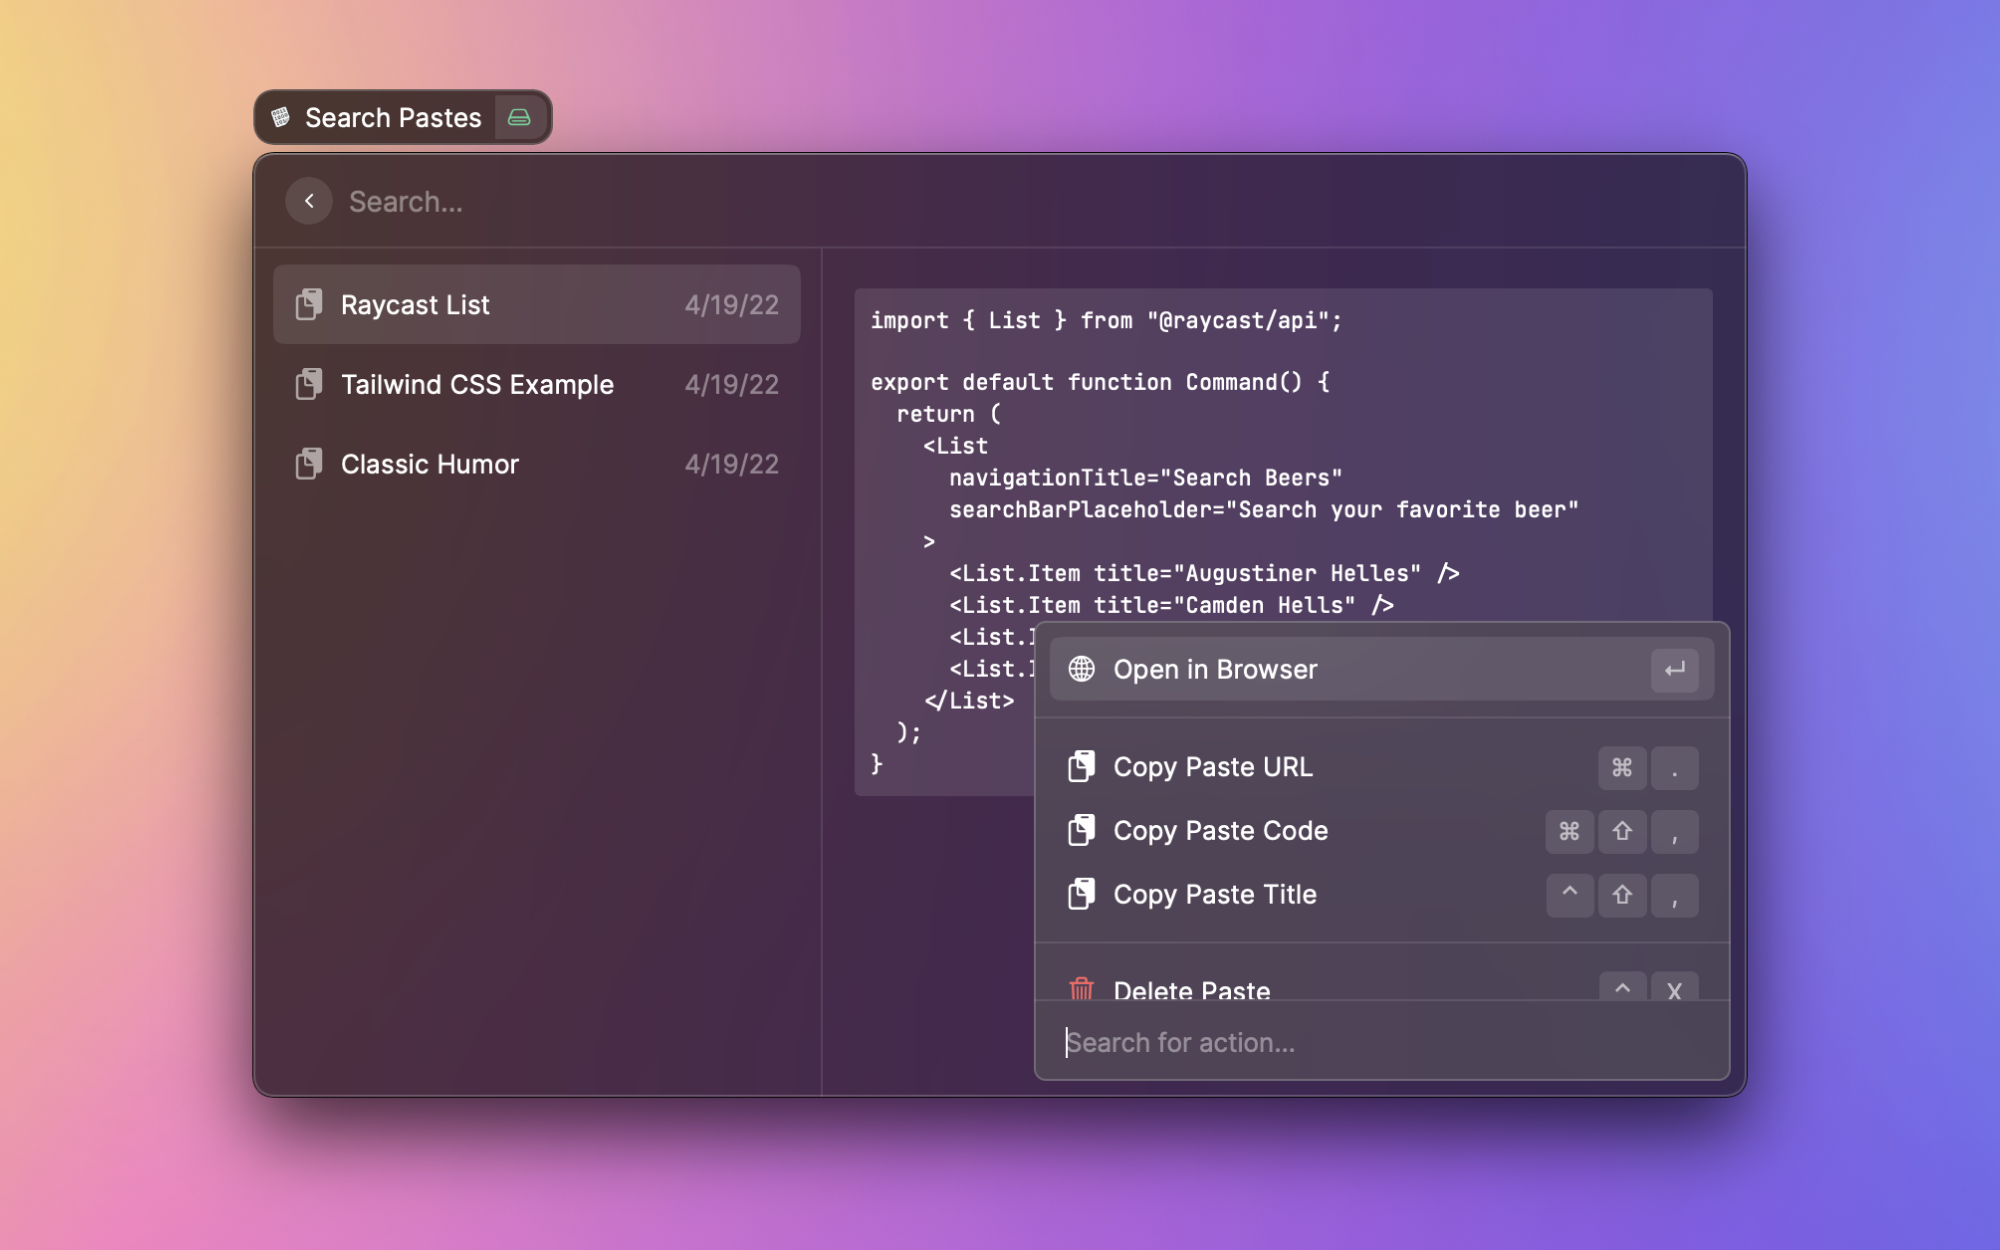 Search Pastes
Search...
Raycast List 4/19/22
Tailwind CSS Example 4/19/22
Classic Humor 4/19/22
import { List } from "@raycast/api";
export default function Command() {
return (
<List
navigationTitle="Search Beers"
searchBarPlaceholder="Search your favorite beer"
>
<List.Item title="Augustiner Helles" />
<List.Item title="Camden Hells" />
<List.
<List.
</List>
);
}
Open in Browser ↵
Copy Paste URL ⌘ .
Copy Paste Code ⌘ ⇧ ,
Copy Paste Title ^ ⇧ ,
Delete Paste ^ X
Search for action...